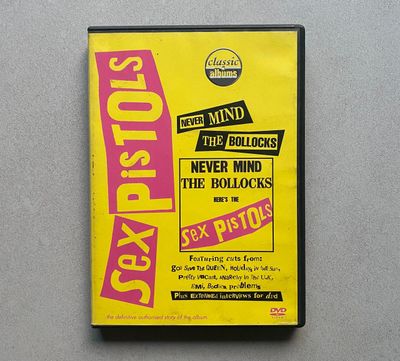 classic
albums
SEX PISTOLS
NEVER MIND
THE BOLLOCKS
NEVER MIND
THE BOLLOCKS
HERE'S THE
SEX PISTOLS
Featuring cuts from:
GOD SAVE THE QUEEN, Holidays in the Sun,
Pretty Vacant, Anarchy in the U.K.,
EMI, Bodies, problems
Plus EXTENDED interviews for dvd
the definitive authorised story of the album
DVD